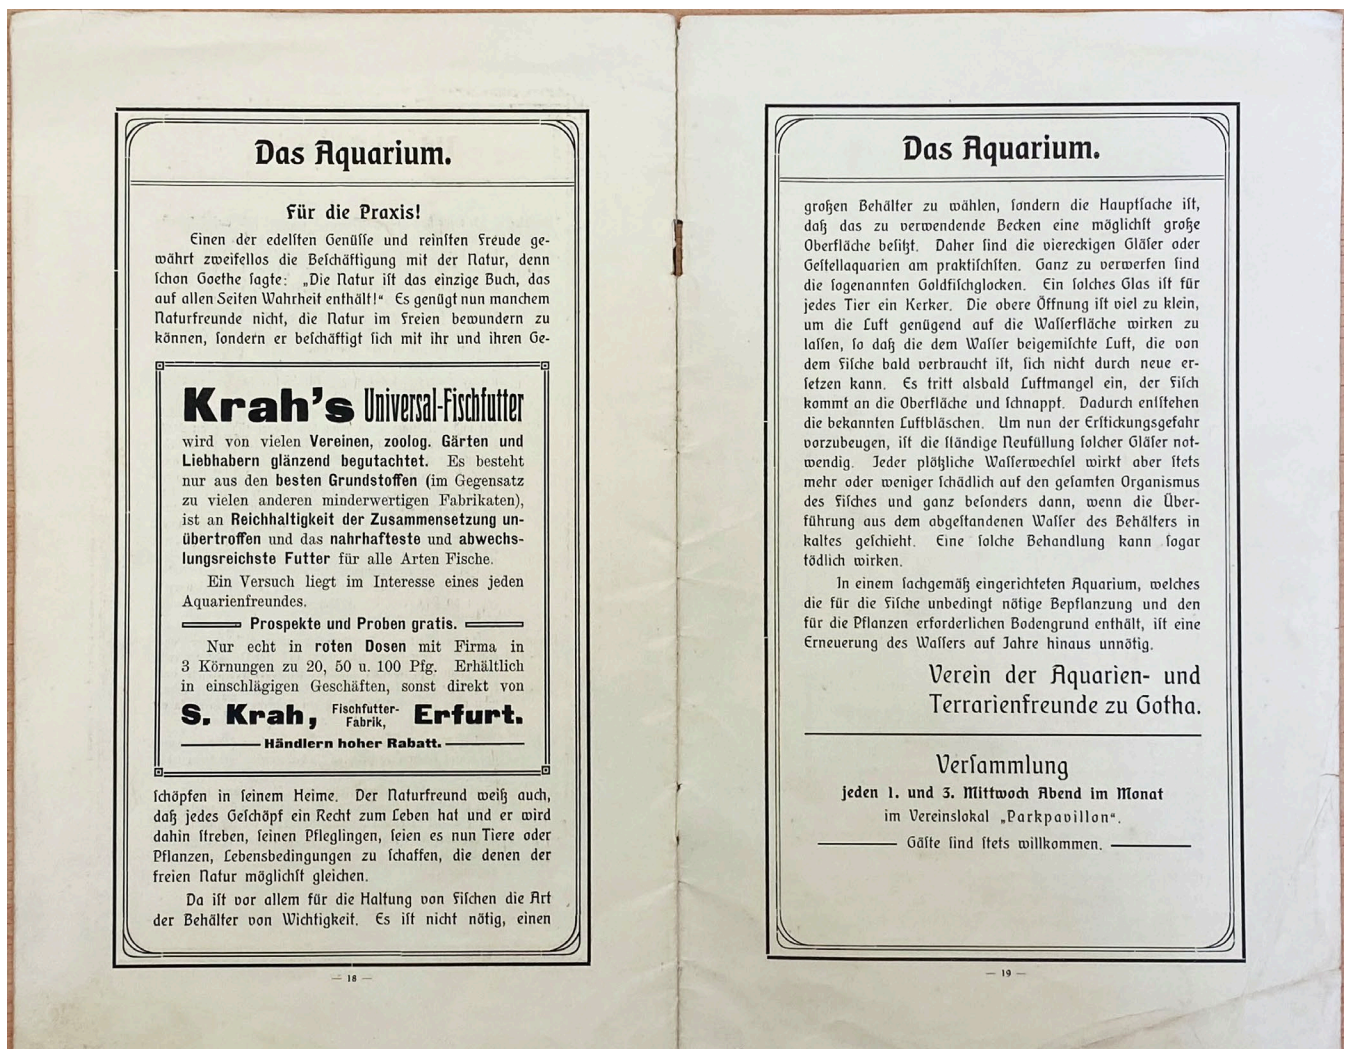 Das Aquarium.
Für die Praxis!
Einen der edelſten Genüſſe und reinſten Freude ge-
währt zweifellos die Beſchäftigung mit der Natur, denn
ſchon Goethe ſagte: „Die Natur iſt das einzige Buch, das
auf allen Seiten Wahrheit enthält!“ Es genügt nun manchem
Naturfreunde nicht, die Natur im Freien bewundern zu
können, ſondern er beſchäftigt ſich mit ihr und ihren Ge-
Krah's Universal-Fischfutter
wird von vielen Vereinen, zoolog. Gärten und
Liebhabern glänzend begutachtet. Es besteht
nur aus den besten Grundstoffen (im Gegensatz
zu vielen anderen minderwertigen Fabrikaten),
ist an Reichhaltigkeit der Zusammensetzung un-
übertroffen und das nahrhafteste und abwechs-
lungsreichste Futter für alle Arten Fische.
Ein Versuch liegt im Interesse eines jeden
Aquarienfreundes.
Prospekte und Proben gratis.
Nur echt in roten Dosen mit Firma in
3 Körnungen zu 20, 50 u. 100 Pfg. Erhältlich
in einschlägigen Geschäften, sonst direkt von
S. Krah, Fischfutter-Fabrik, Erfurt.
Händlern hoher Rabatt.
ſchöpfen in ſeinem Heime. Der Naturfreund weiß auch,
daß jedes Geſchöpf ein Recht zum Leben hat und er wird
dahin ſtreben, ſeinen Pfleglingen, ſeien es nun Tiere oder
Pflanzen, Lebensbedingungen zu ſchaffen, die denen der
freien Natur möglichſt gleichen.
Da iſt vor allem für die Haltung von Fiſchen die Art
der Behälter von Wichtigkeit. Es iſt nicht nötig, einen
— 18 —
Das Aquarium.
großen Behälter zu wählen, ſondern die Hauptſache iſt,
daß das zu verwendende Becken eine möglichſt große
Oberfläche beſitzt. Daher ſind die viereckigen Gläſer oder
Geſtellaquarien am praktiſchſten. Ganz zu verwerfen ſind
die ſogenannten Goldfiſchglocken. Ein ſolches Glas iſt für
jedes Tier ein Kerker. Die obere Öffnung iſt viel zu klein,
um die Luft genügend auf die Waſſerfläche wirken zu
laſſen, ſo daß die dem Waſſer beigemiſchte Luft, die von
dem Fiſche bald verbraucht iſt, ſich nicht durch neue er-
ſetzen kann. Es tritt alsbald Luftmangel ein, der Fiſch
kommt an die Oberfläche und ſchnappt. Dadurch entſtehen
die bekannten Luftbläschen. Um nun der Erſtickungsgefahr
vorzubeugen, iſt die ſtändige Neufüllung ſolcher Gläſer not-
wendig. Jeder plötzliche Waſſerwechſel wirkt aber ſtets
mehr oder weniger ſchädlich auf den geſamten Organismus
des Fiſches und ganz beſonders dann, wenn die Über-
führung aus dem abgeſtandenen Waſſer des Behälters in
kaltes geſchieht. Eine ſolche Behandlung kann ſogar
tödlich wirken.
In einem ſachgemäß eingerichteten Aquarium, welches
die für die Fiſche unbedingt nötige Bepflanzung und den
für die Pflanzen erforderlichen Bodengrund enthält, iſt eine
Erneuerung des Waſſers auf Jahre hinaus unnötig.
Verein der Aquarien- und
Terrarienfreunde zu Gotha.
Verſammlung
jeden 1. und 3. Mittwoch Abend im Monat
im Vereinslokal „Parkpavillon“.
Gäſte ſind ſtets willkommen.
— 19 —